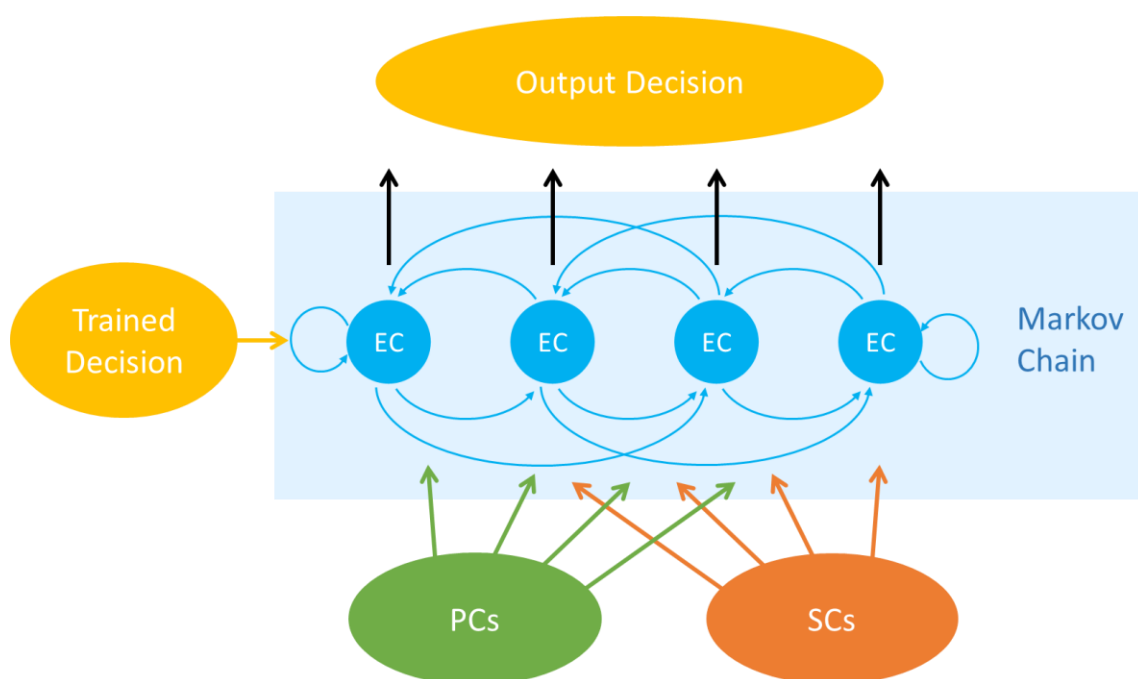 Output Decision
Trained
Decision
EC
EC
EC
EC
Markov
Chain
PCs
SCs